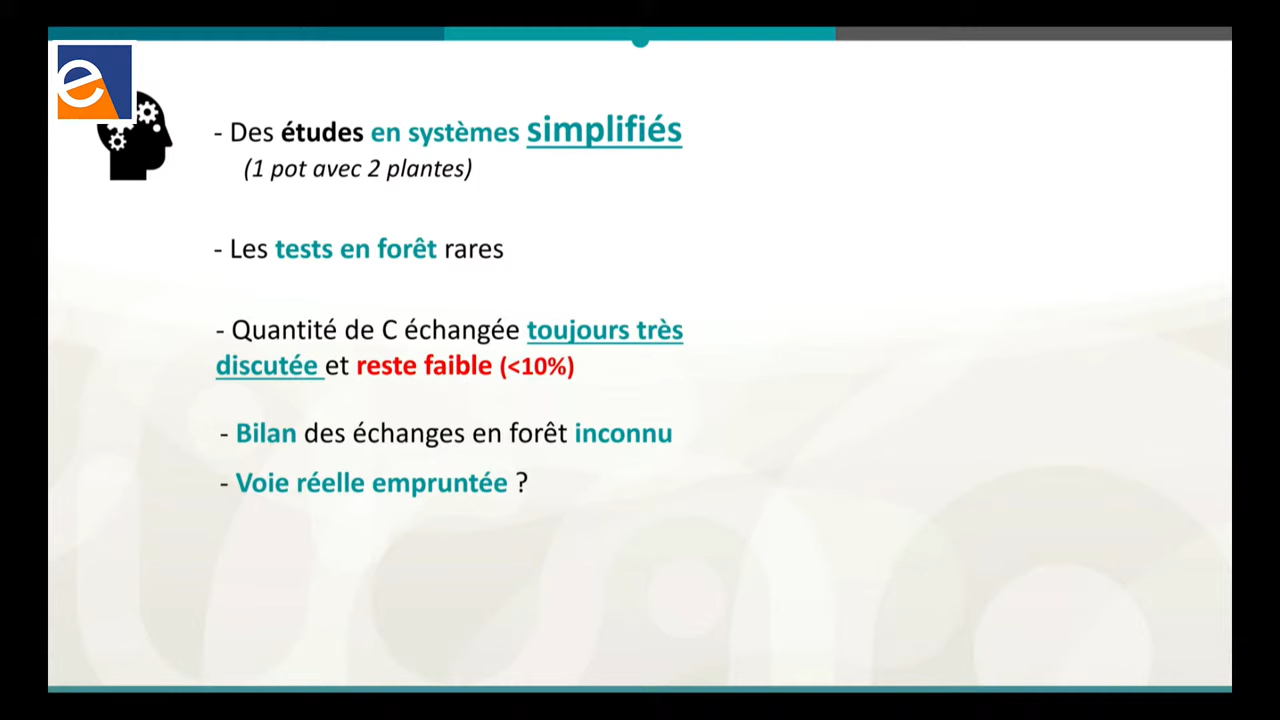 - Des études en systèmes simplifiés
(1 pot avec 2 plantes)
- Les tests en forêt rares
- Quantité de C échangée toujours très
discutée et reste faible (<10%)
- Bilan des échanges en forêt inconnu
- Voie réelle empruntée ?